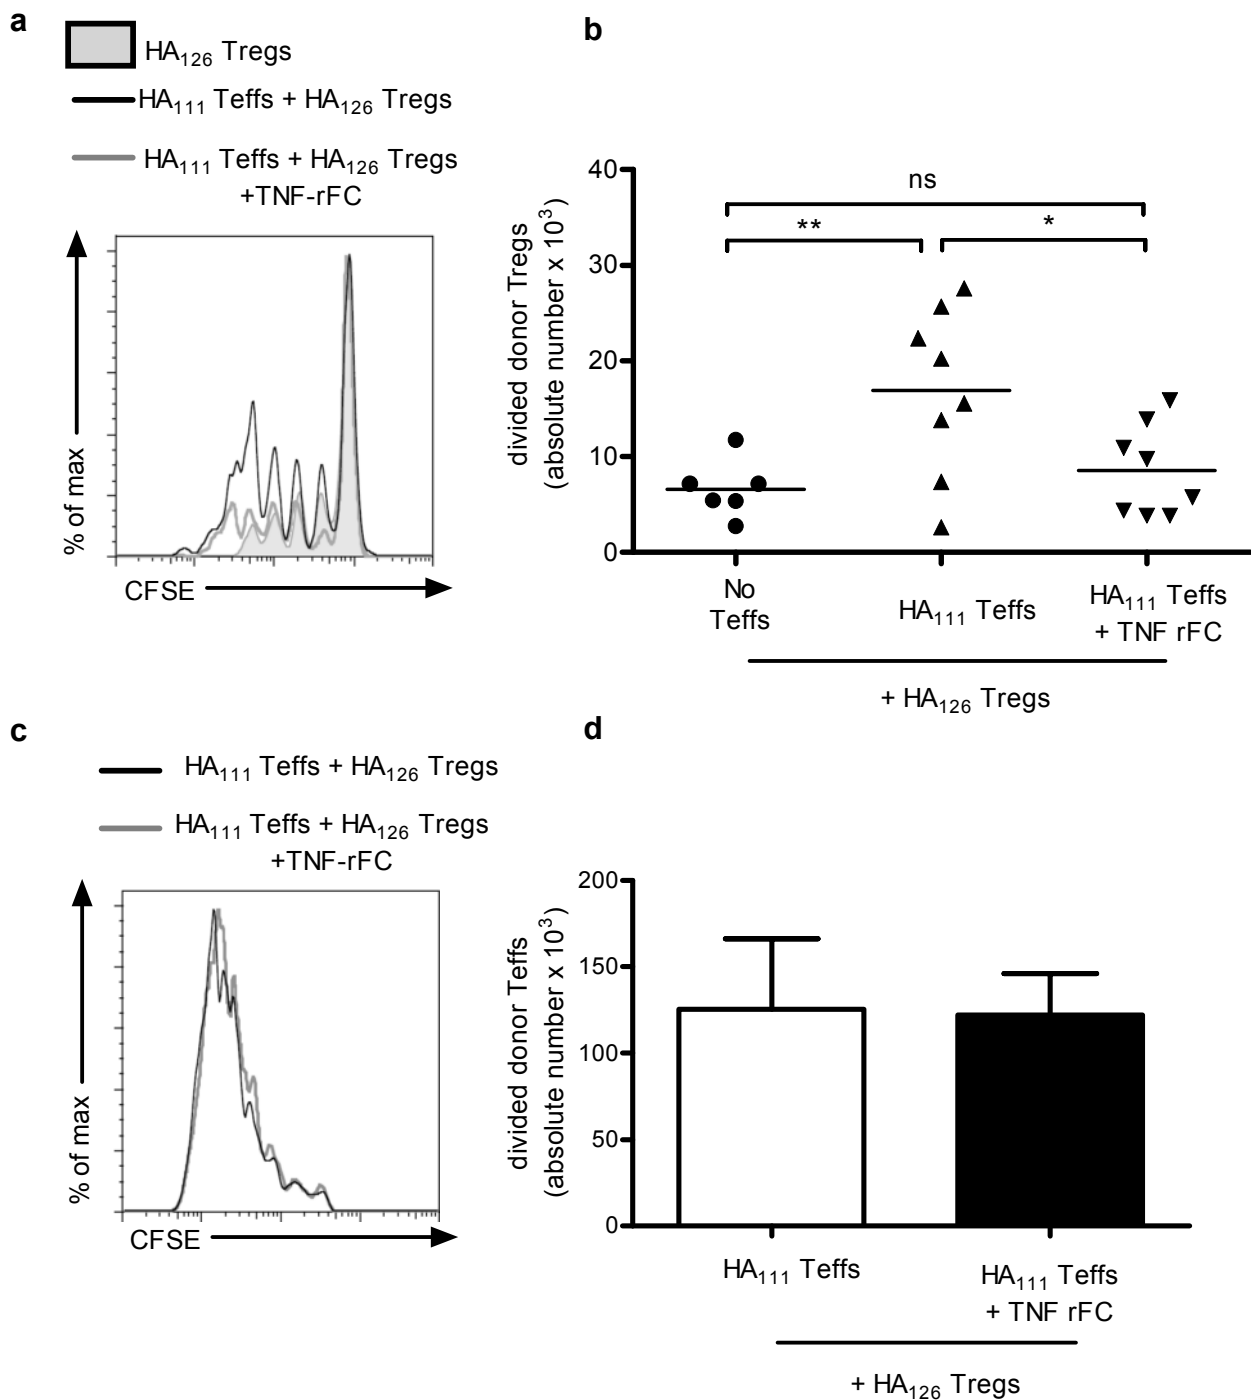 a
HA₁₂₆ Tregs
HA₁₁₁ Teffs + HA₁₂₆ Tregs
HA₁₁₁ Teffs + HA₁₂₆ Tregs
+TNF-rFC
% of max
CFSE
b
divided donor Tregs
(absolute number x 10³)
40
30
20
10
0
ns
**
*
No
Teffs
HA₁₁₁ Teffs
HA₁₁₁ Teffs
+ TNF rFC
+ HA₁₂₆ Tregs
c
HA₁₁₁ Teffs + HA₁₂₆ Tregs
HA₁₁₁ Teffs + HA₁₂₆ Tregs
+TNF-rFC
% of max
CFSE
d
divided donor Teffs
(absolute number x 10³)
200
150
100
50
0
HA₁₁₁ Teffs
HA₁₁₁ Teffs
+ TNF rFC
+ HA₁₂₆ Tregs